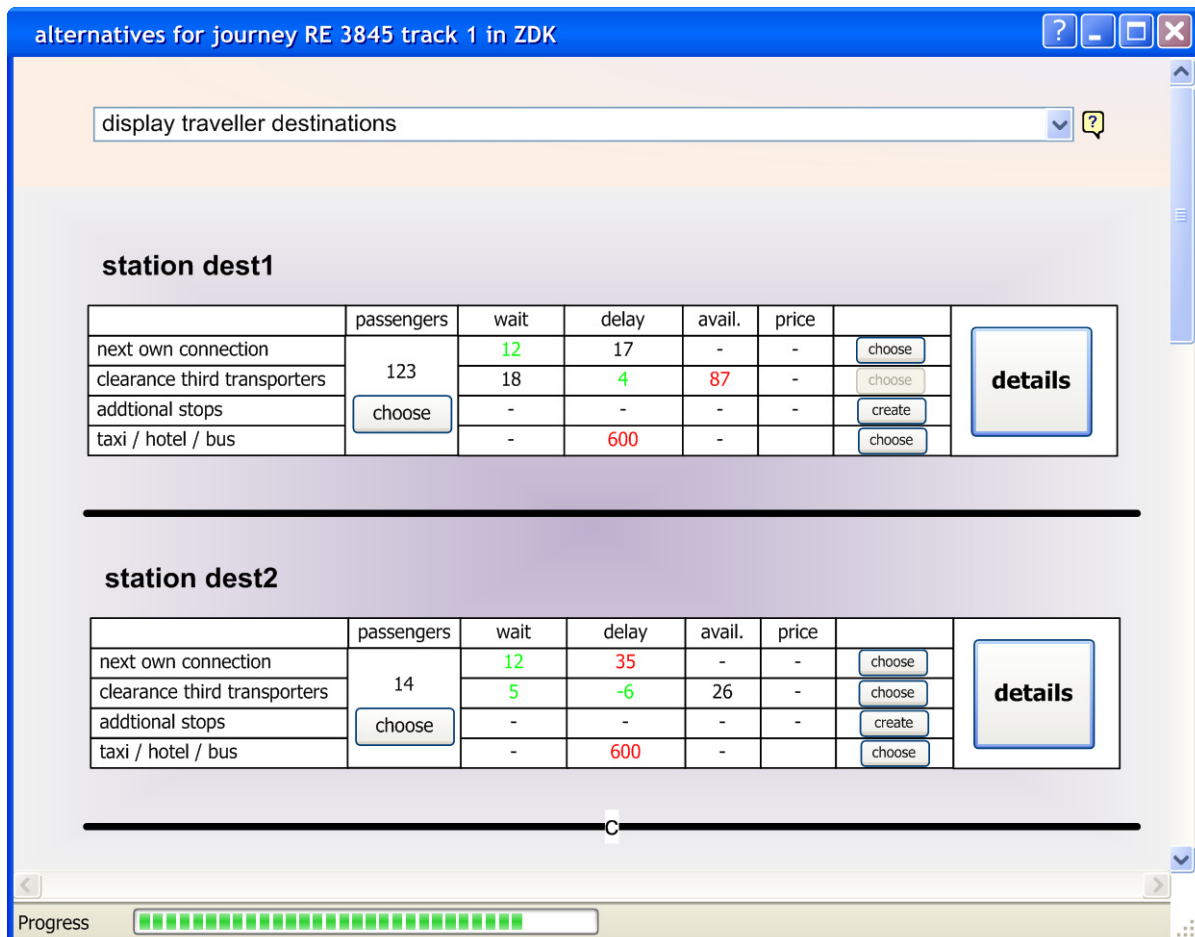 alternatives for journey RE 3845 track 1 in ZDK
display traveller destinations
station dest1
passengers wait delay avail. price
next own connection 12 17 - - choose
123
clearance third transporters 18 4 87 - choose
details
addtional stops - - - - create
choose
taxi / hotel / bus - 600 - choose
station dest2
passengers wait delay avail. price
next own connection 12 35 - - choose
14
clearance third transporters 5 -6 26 - choose
details
addtional stops - - - - create
choose
taxi / hotel / bus - 600 - choose
C
Progress